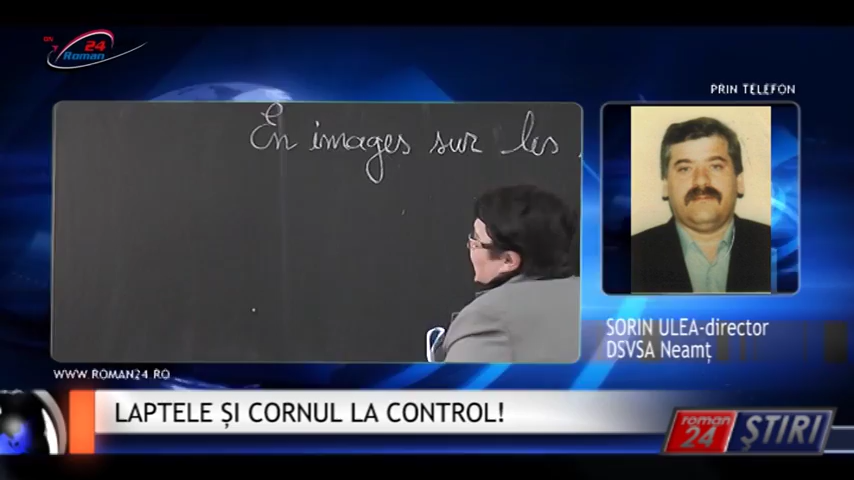 24
Roman
PRIN TELEFON
En images sur les
SORIN ULEA-director
DSVSA Neamț
WWW.ROMAN24.RO
LAPTELE ȘI CORNUL LA CONTROL!
roman
24
ȘTIRI